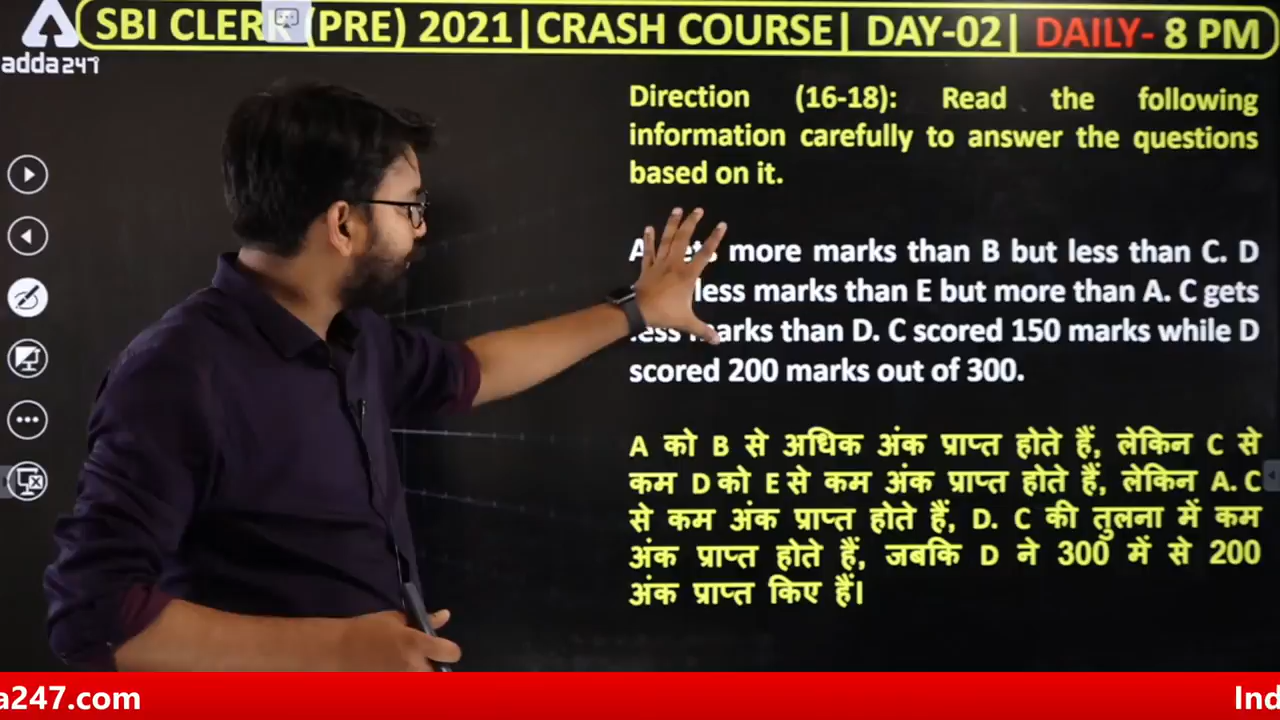 SBI CLERK (PRE) 2021|CRASH COURSE| DAY-02| DAILY- 8 PM
adda247
Direction (16-18): Read the following
information carefully to answer the questions
based on it.
A more marks than B but less than C. D
less marks than E but more than A. C gets
less marks than D. C scored 150 marks while D
scored 200 marks out of 300.
A को B से अधिक अंक प्राप्त होते हैं, लेकिन C से
कम D को E से कम अंक प्राप्त होते हैं, लेकिन A. C
से कम अंक प्राप्त होते हैं, D. C की तुलना में कम
अंक प्राप्त होते हैं, जबकि D ने 300 में से 200
अंक प्राप्त किए हैं।
a247.com
Ind